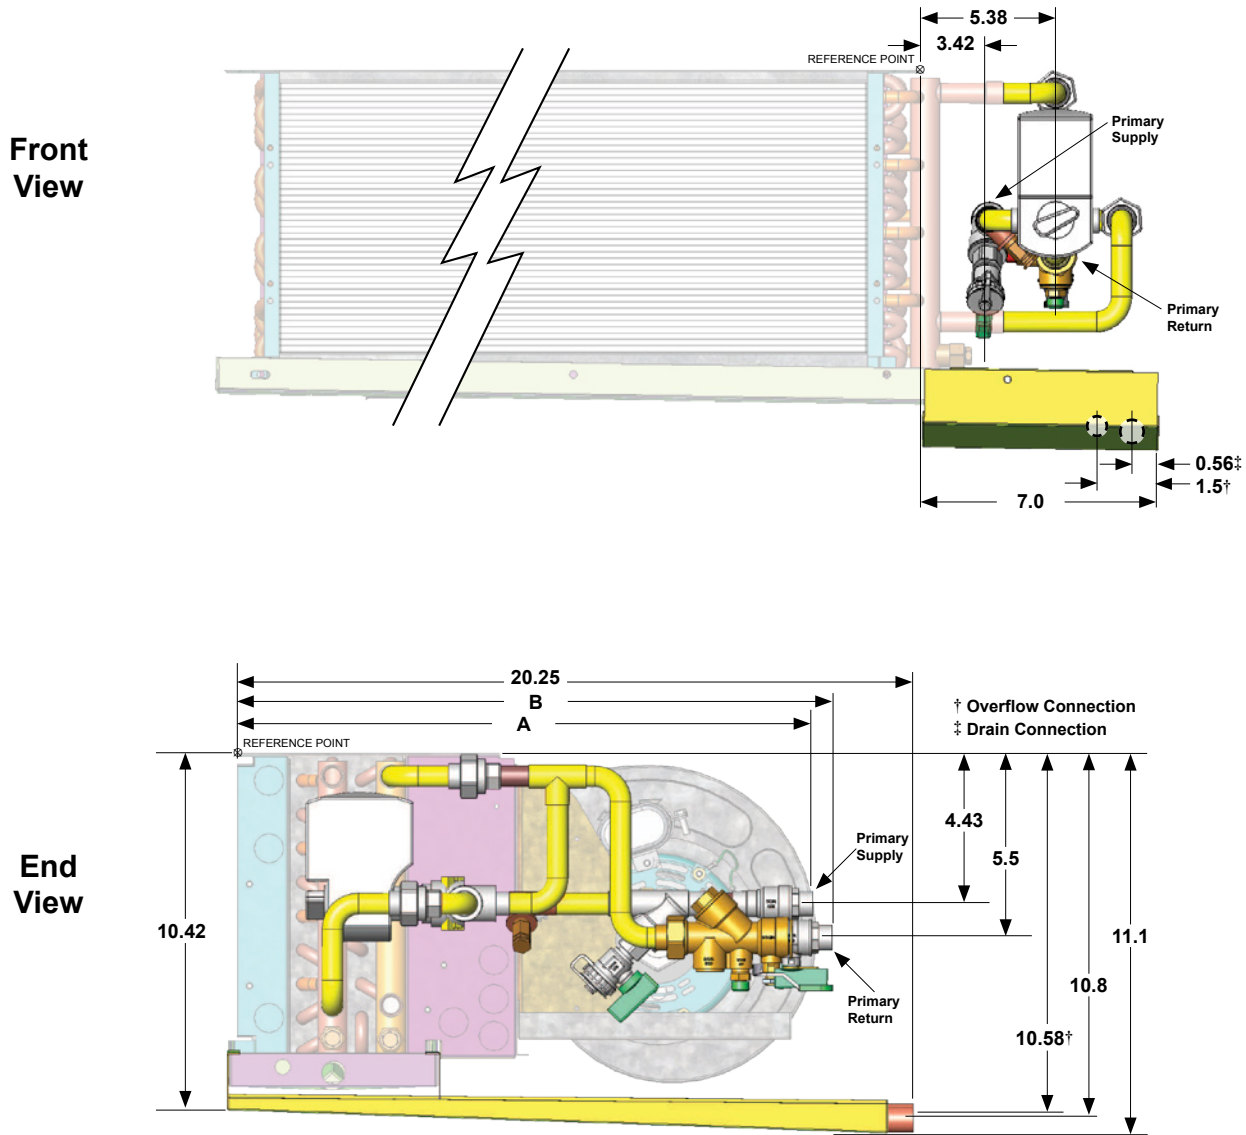 5.38
3.42
REFERENCE POINT
Front
View
Primary
Supply
Primary
Return
0.56‡
1.5†
7.0
20.25
B
A
† Overflow Connection
‡ Drain Connection
REFERENCE POINT
4.43
5.5
Primary
Supply
End
View
10.42
11.1
10.8
Primary
Return
10.58†